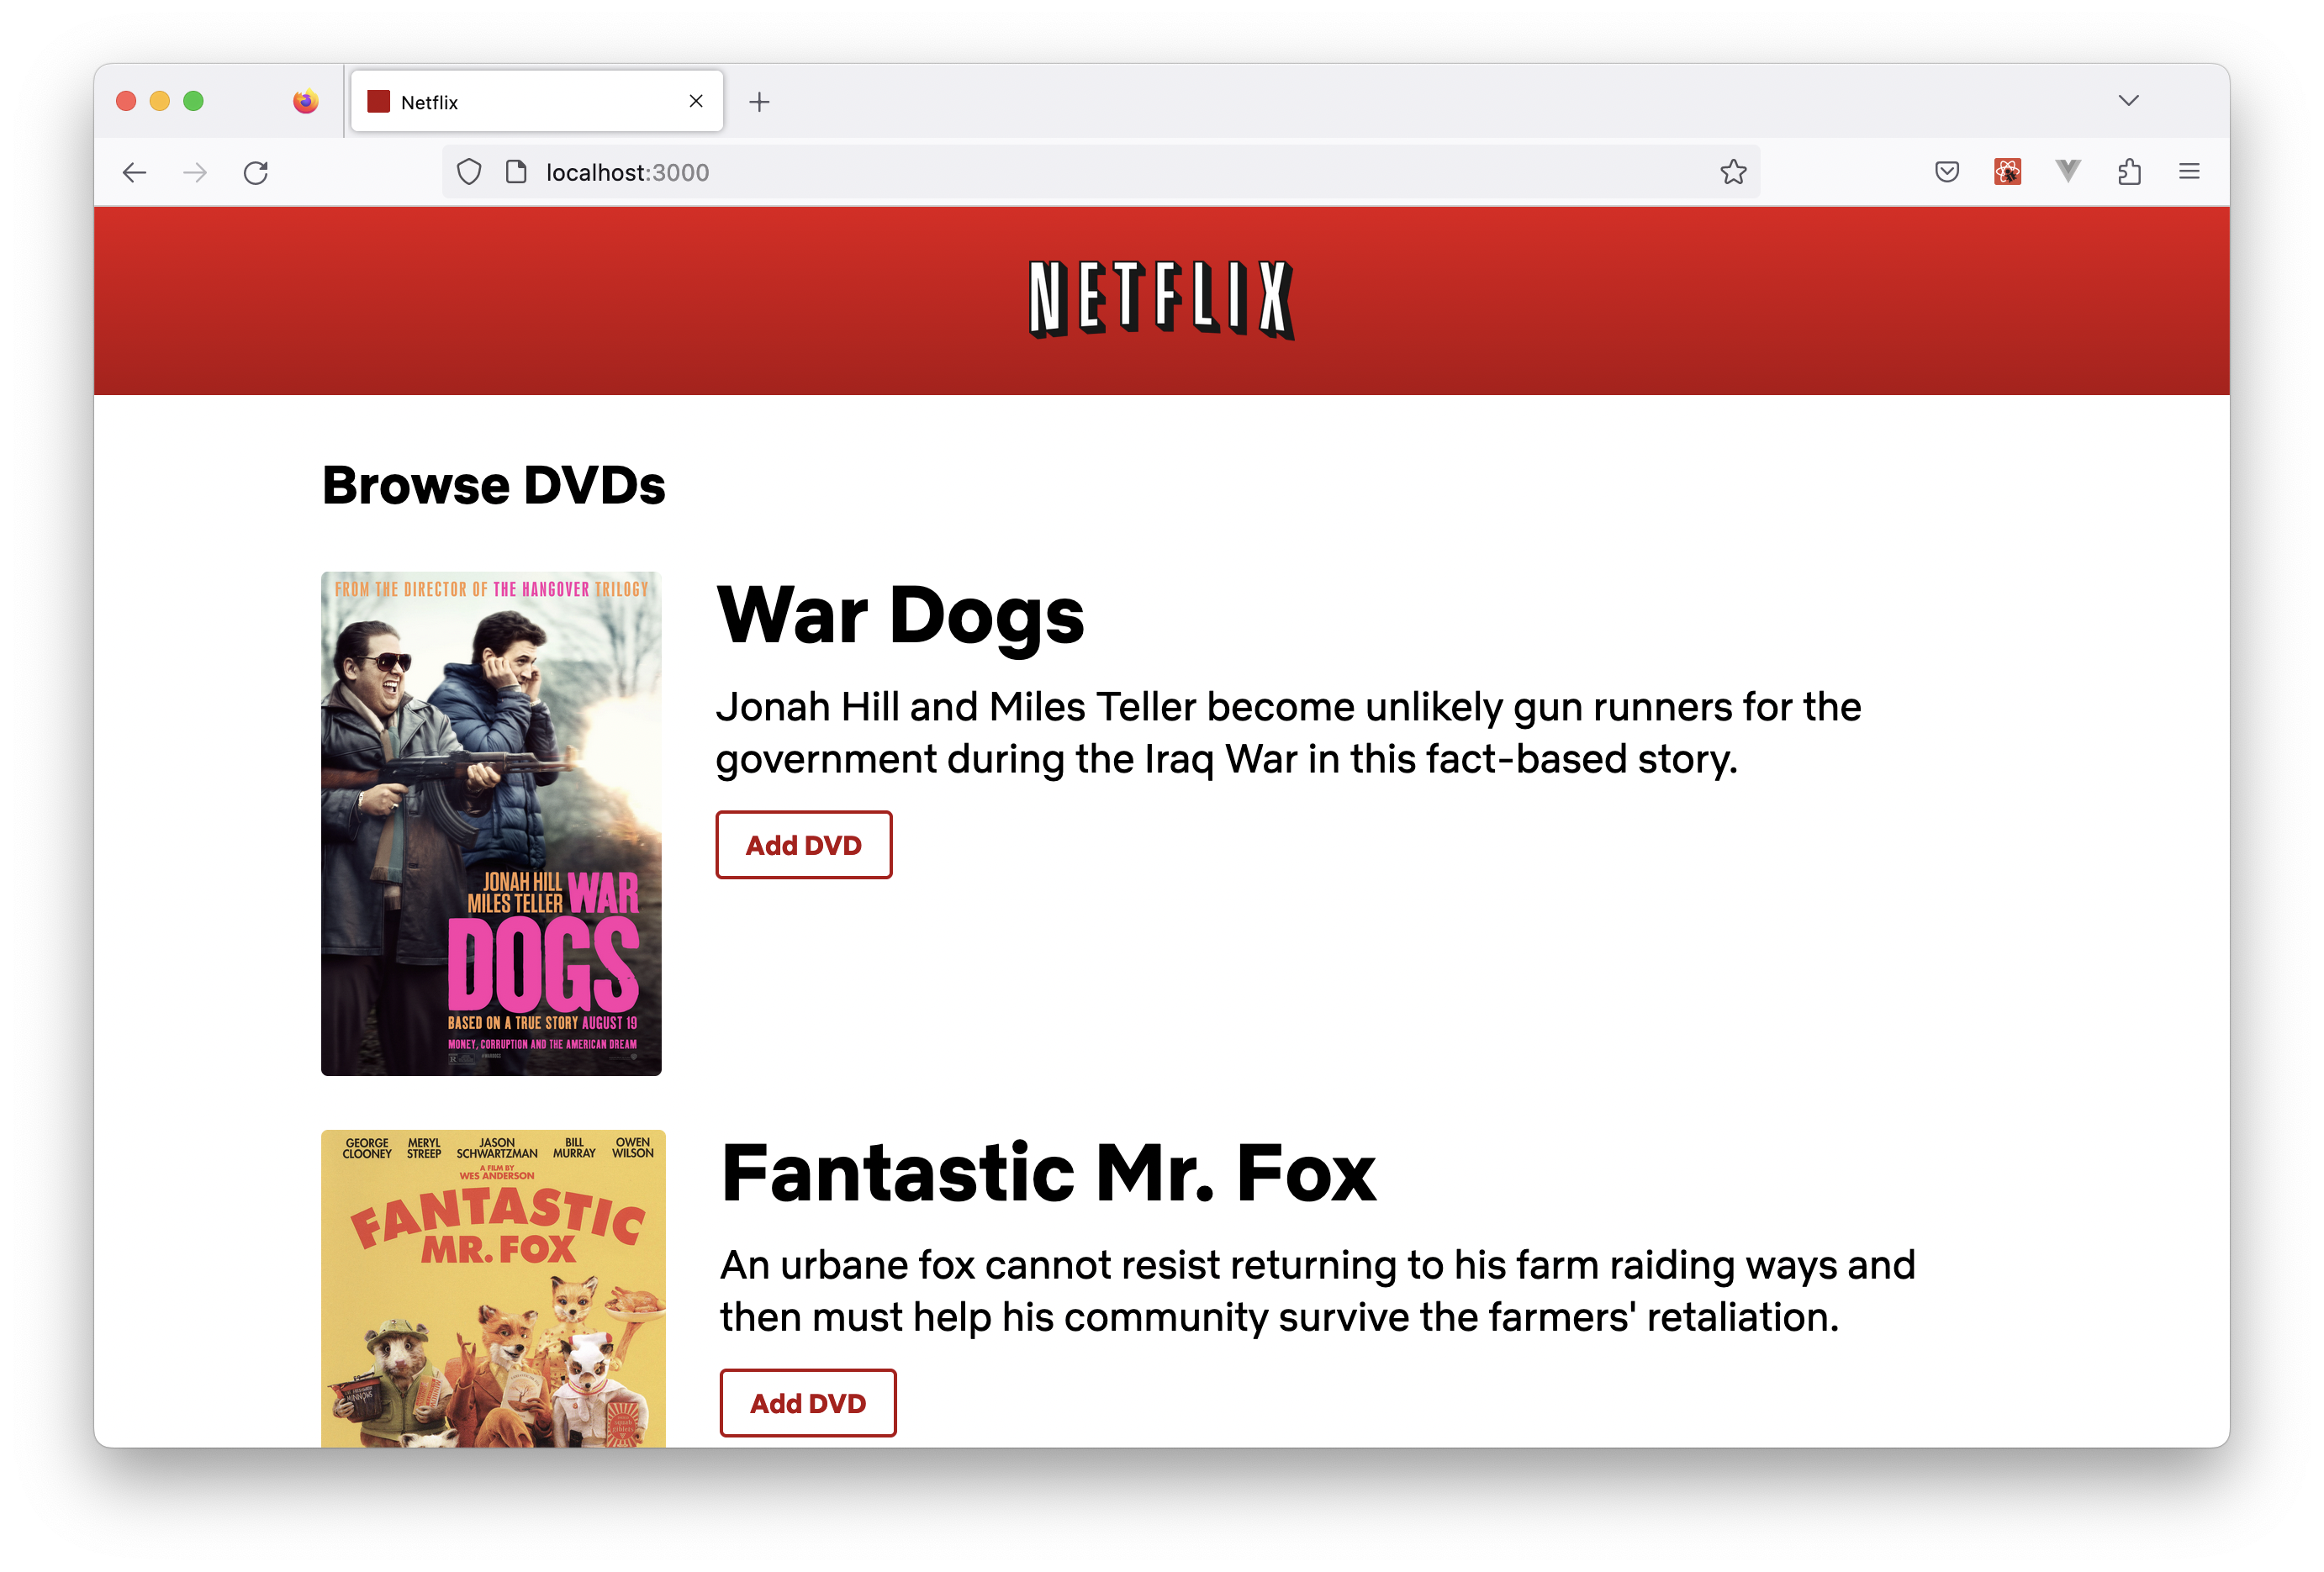 Netflix
localhost:3000
NETFLIX
Browse DVDs
FROM THE DIRECTOR OF THE HANGOVER TRILOGY
JONAH HILL
MILES TELLER
WAR
DOGS
BASED ON A TRUE STORY AUGUST 19
MONEY, CORRUPTION AND THE AMERICAN DREAM
War Dogs
Jonah Hill and Miles Teller become unlikely gun runners for the
government during the Iraq War in this fact-based story.
Add DVD
GEORGE CLOONEY
MERYL STREEP
JASON SCHWARTZMAN
BILL MURRAY
OWEN WILSON
A FILM BY
WES ANDERSON
FANTASTIC
MR. FOX
Fantastic Mr. Fox
An urbane fox cannot resist returning to his farm raiding ways and
then must help his community survive the farmers' retaliation.
Add DVD